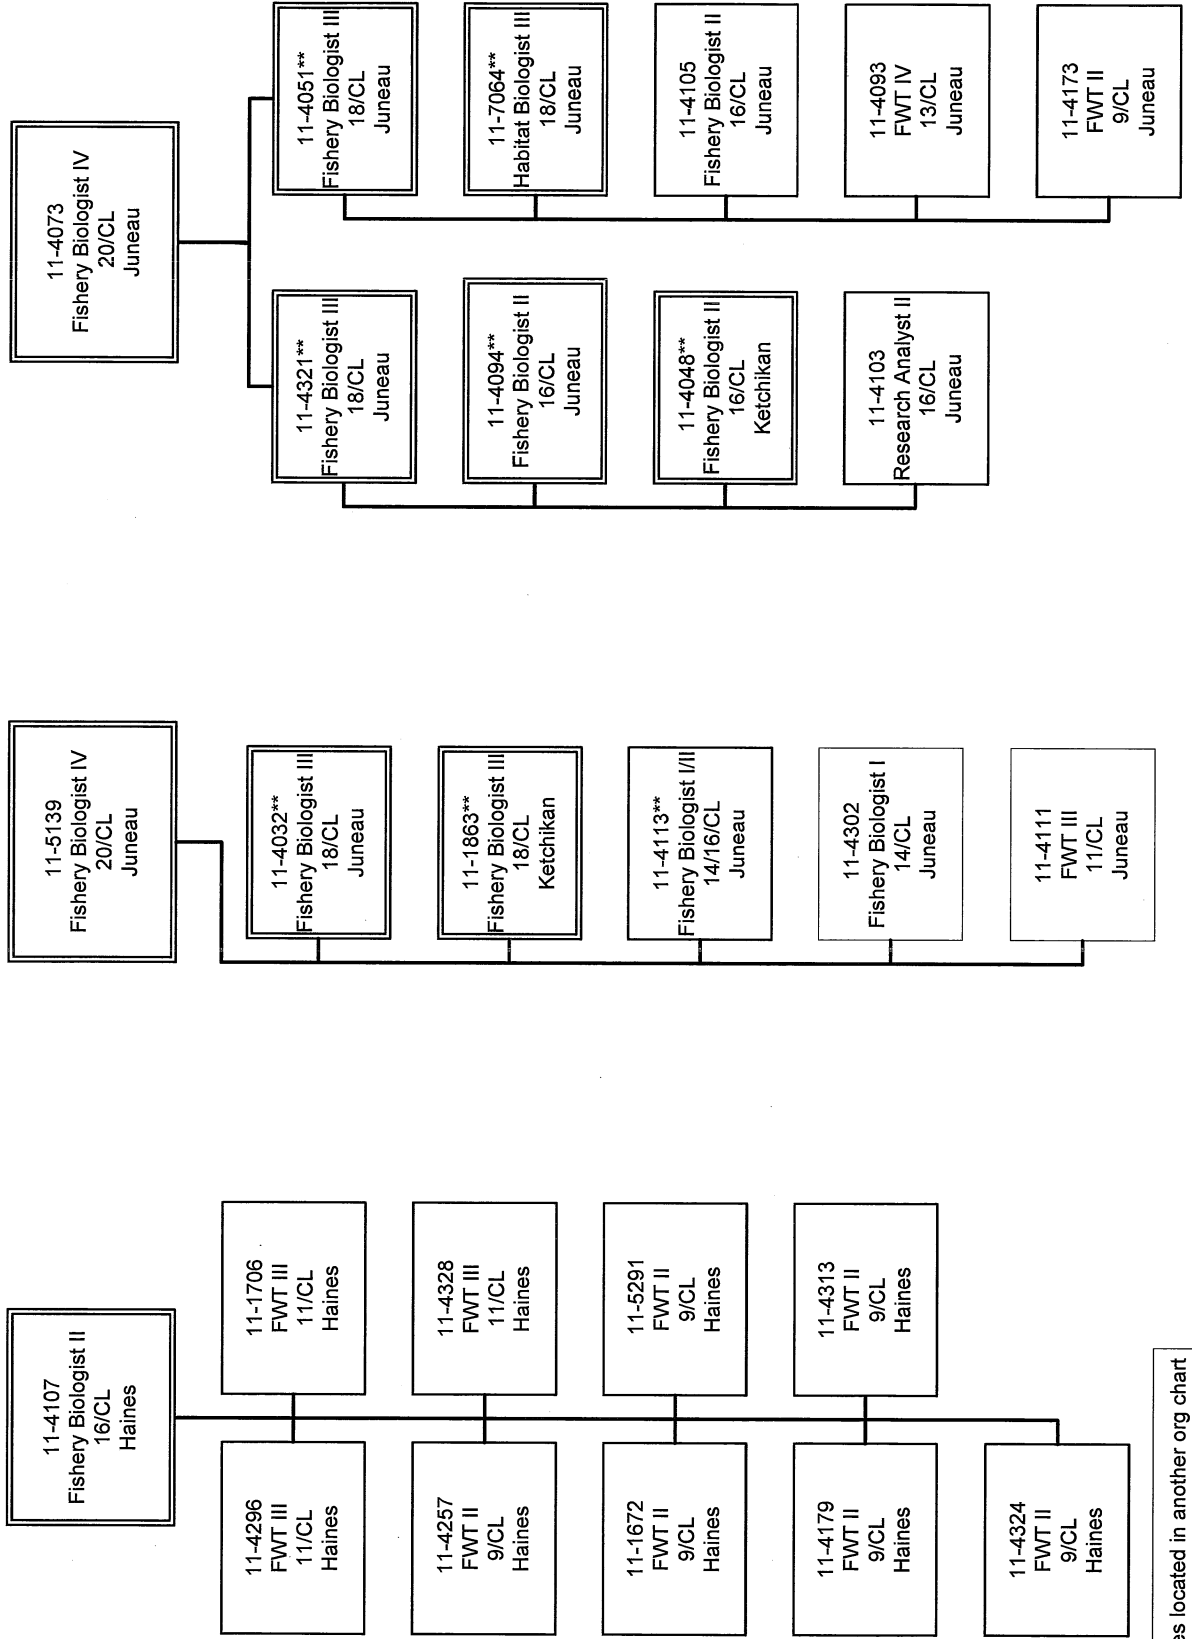 11-4107
Fishery Biologist II
16/CL
Haines
11-4296
FWT III
11/CL
Haines
11-1706
FWT III
11/CL
Haines
11-4257
FWT II
9/CL
Haines
11-4328
FWT III
11/CL
Haines
11-1672
FWT II
9/CL
Haines
11-5291
FWT II
9/CL
Haines
11-4179
FWT II
9/CL
Haines
11-4313
FWT II
9/CL
Haines
11-4324
FWT II
9/CL
Haines
11-5139
Fishery Biologist IV
20/CL
Juneau
11-4032**
Fishery Biologist III
18/CL
Juneau
11-1863**
Fishery Biologist III
18/CL
Ketchikan
11-4113**
Fishery Biologist I/II
14/16/CL
Juneau
11-4302
Fishery Biologist I
14/CL
Juneau
11-4111
FWT III
11/CL
Juneau
11-4073
Fishery Biologist IV
20/CL
Juneau
11-4321**
Fishery Biologist III
18/CL
Juneau
11-4051**
Fishery Biologist III
18/CL
Juneau
11-4094**
Fishery Biologist II
16/CL
Juneau
11-7064**
Habitat Biologist III
18/CL
Juneau
11-4048**
Fishery Biologist II
16/CL
Ketchikan
11-4105
Fishery Biologist II
16/CL
Juneau
11-4103
Research Analyst II
16/CL
Juneau
11-4093
FWT IV
13/CL
Juneau
11-4173
FWT II
9/CL
Juneau
located in another org chart